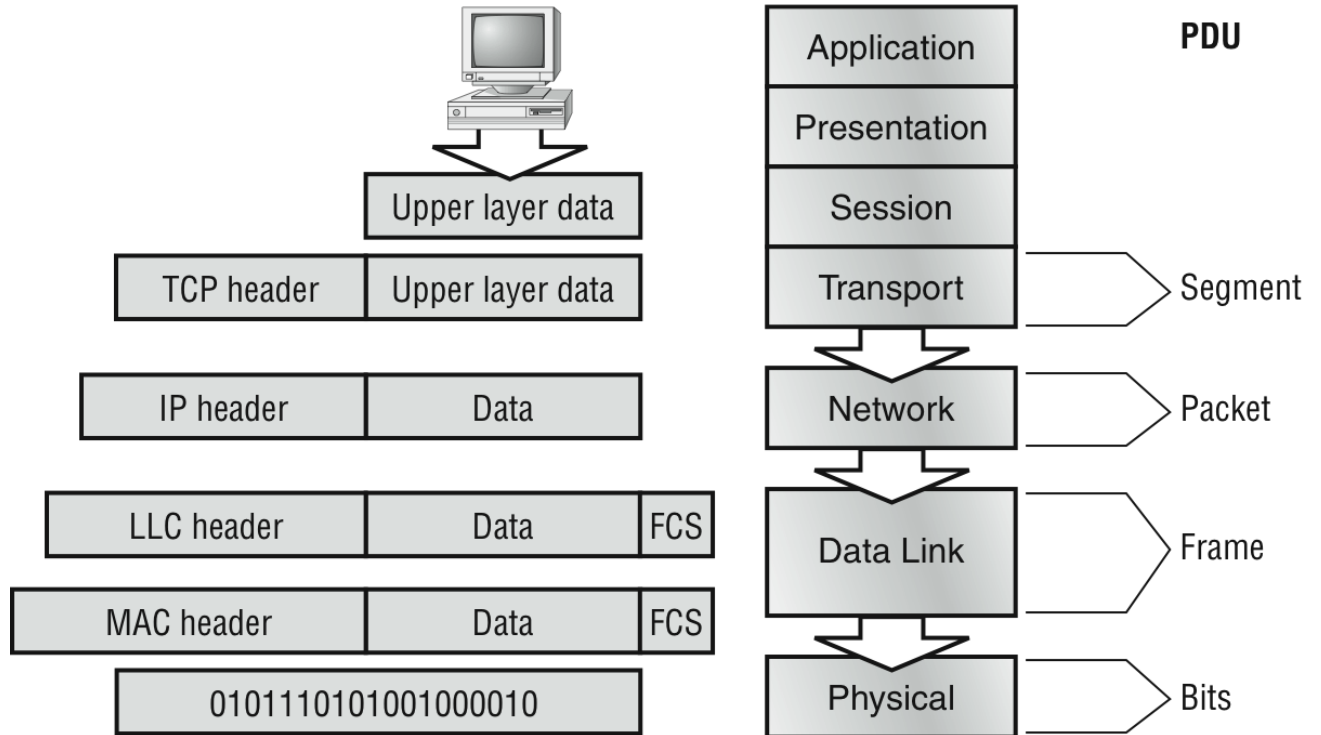 PDU
Application
Presentation
Session
Transport
Network
Data Link
Physical
Upper layer data
TCP header Upper layer data
IP header Data
LLC header Data FCS
MAC header Data FCS
0101110101001000010
Segment
Packet
Frame
Bits